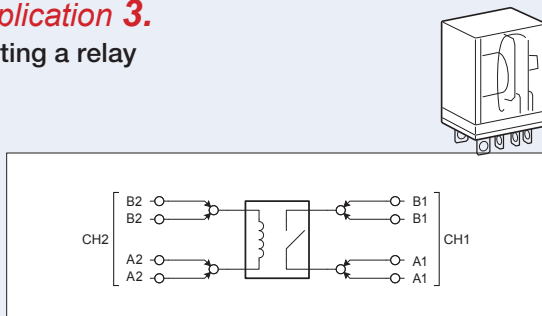 plication 3.
ting a relay
B2 B1
B2 B1
CH2 CH1
A2 A1
A2 A1